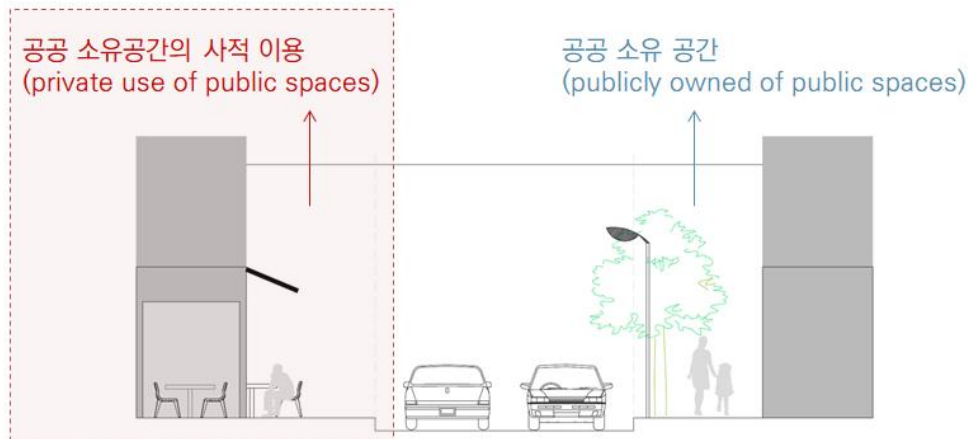 공공 소유공간의 사적 이용
(private use of public spaces)
공공 소유 공간
(publicly owned of public spaces)